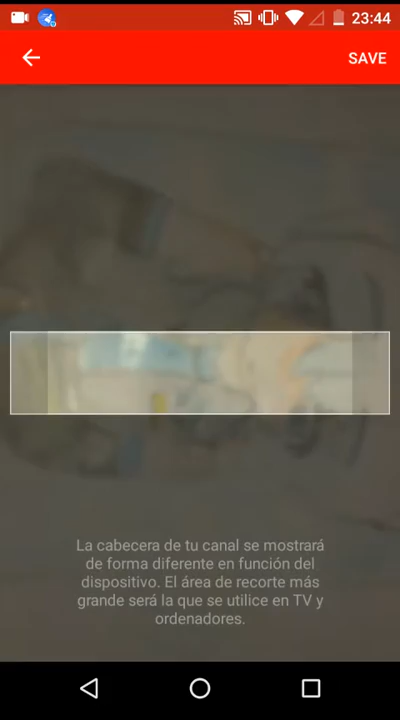 23:44
SAVE
La cabecera de tu canal se mostrará
de forma diferente en función del
dispositivo. El área de recorte más
grande será la que se utilice en TV y
ordenadores.